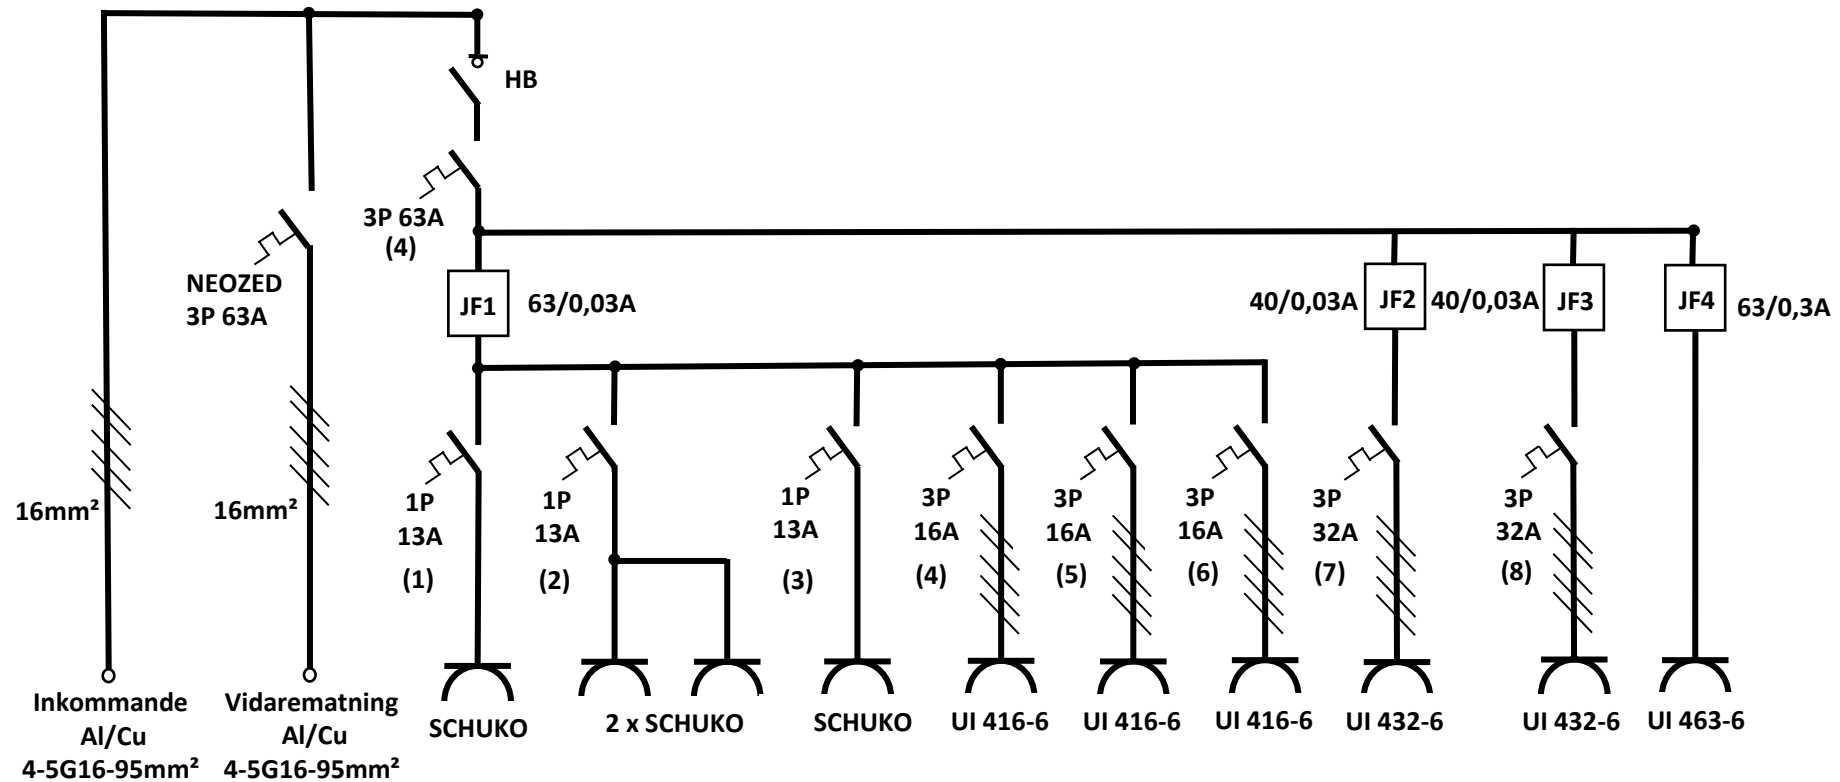 HB
3P 63A
(4)
NEOZED
3P 63A
JF1
63/0,03A
40/0,03A
JF2
40/0,03A
JF3
JF4
63/0,3A
16mm²
16mm²
1P
13A
(1)
1P
13A
(2)
1P
13A
(3)
3P
16A
(4)
3P
16A
(5)
3P
16A
(6)
3P
32A
(7)
3P
32A
(8)
Inkommande
Al/Cu
4-5G16-95mm²
Vidarematning
Al/Cu
4-5G16-95mm²
SCHUKO
2 x SCHUKO
SCHUKO
UI 416-6
UI 416-6
UI 416-6
UI 432-6
UI 432-6
UI 463-6